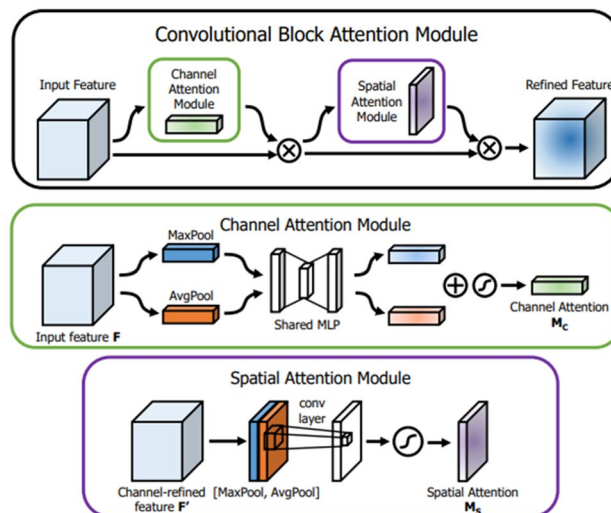 Convolutional Block Attention Module
Input Feature
Channel
Attention
Module
Spatial
Attention
Module
Refined Feature
Channel Attention Module
MaxPool
AvgPool
Input feature F
Shared MLP
Channel Attention
Mc
Spatial Attention Module
conv
layer
Channel-refined
feature F'
[MaxPool, AvgPool]
Spatial Attention
Ms